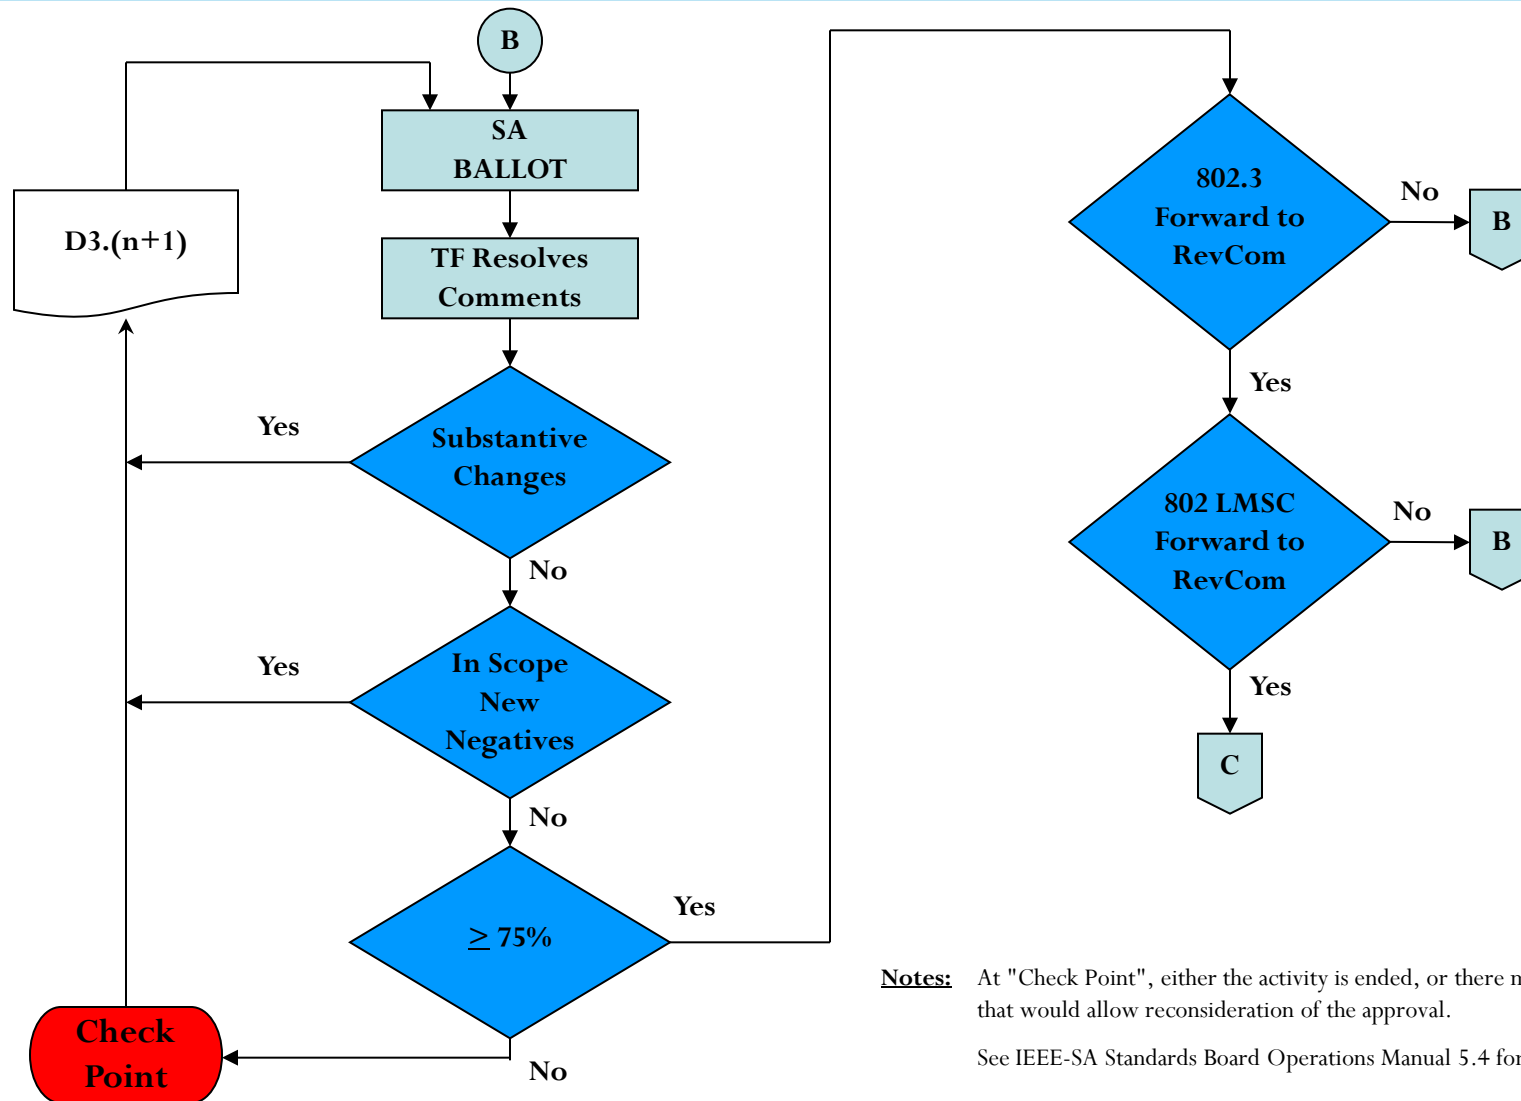 B
SA
BALLOT
D3.(n+1)
TF Resolves
Comments
Yes
Substantive
Changes
No
Yes
In Scope
New
Negatives
No
≥ 75%
Yes
Check
Point
No
802.3
Forward to
RevCom
No
B
Yes
802 LMSC
Forward to
RevCom
No
B
Yes
C
Notes: At "Check Point", either the activity is ended, or there
that would allow reconsideration of the approval.
See IEEE-SA Standards Board Operations Manual 5.4 for